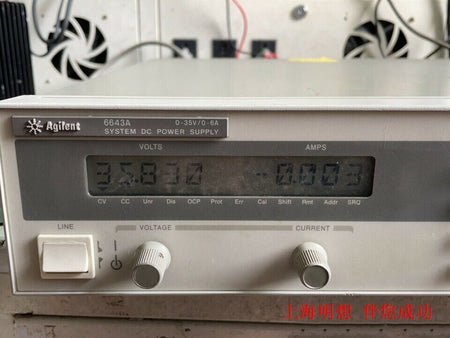 Agilent 6643A 0-35V/0-6A
SYSTEM DC POWER SUPPLY
VOLTS AMPS
35.830 -0.003
CV CC Unr Dis OCP Prot Err Cal Shift Rmt Addr SRQ
LINE VOLTAGE CURRENT
上海明想 伴您成功